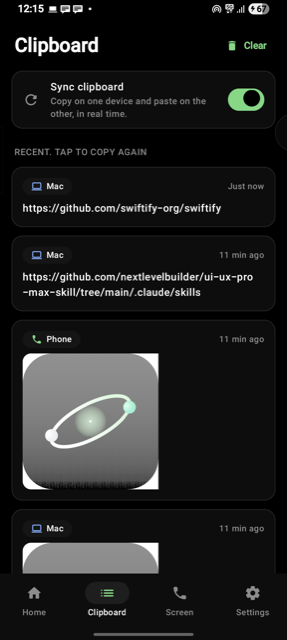 12:15
67
Clipboard
Clear
Sync clipboard
Copy on one device and paste on the
other, in real time.
RECENT. TAP TO COPY AGAIN
Mac
Just now
https://github.com/swiftify-org/swiftify
Mac
11 min ago
https://github.com/nextlevelbuilder/ui-ux-pro
-max-skill/tree/main/.claude/skills
Phone
11 min ago
Mac
11 min ago
Home
Clipboard
Screen
Settings